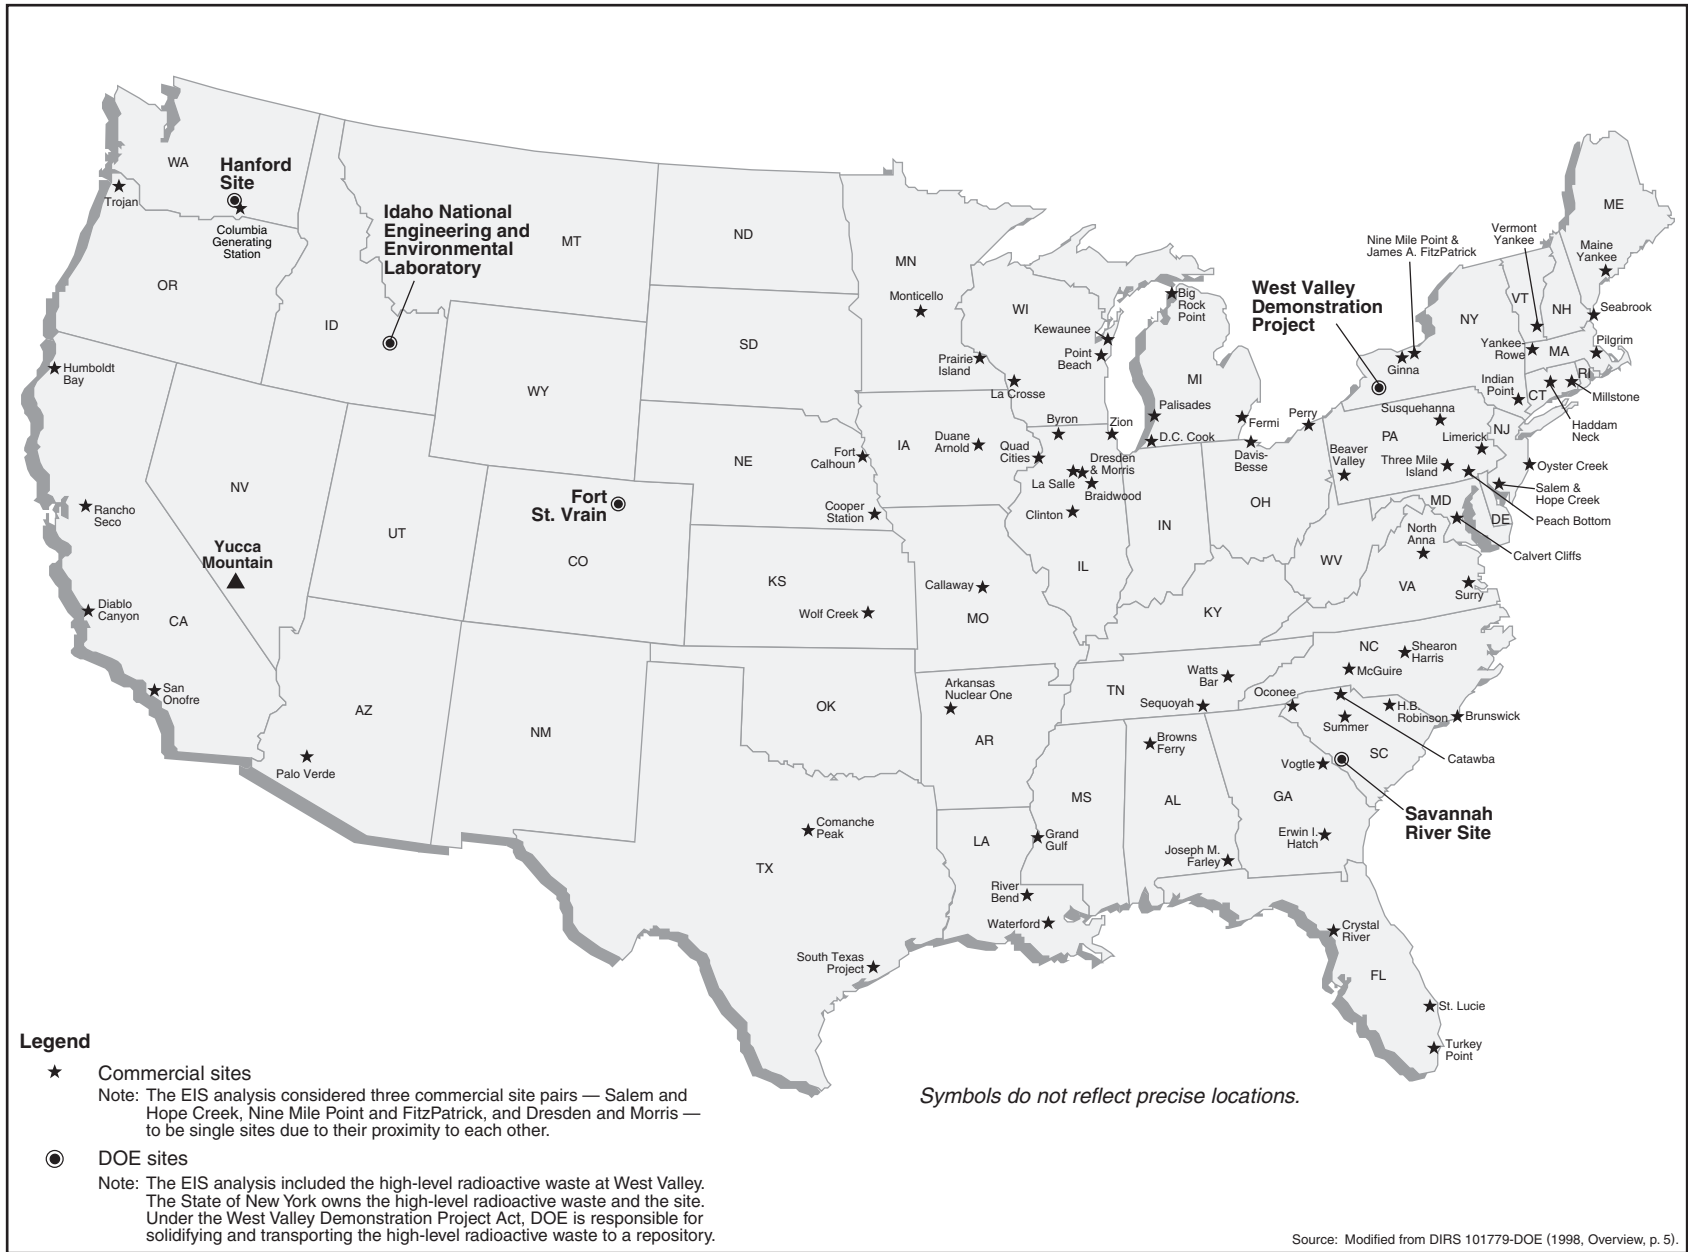 WA
Hanford
Site
Trojan
Columbia
Generating
Station
Idaho National
Engineering and
Environmental
Laboratory
MT
ND
MN
Monticello
OR
ID
WY
SD
WI
Kewaunee
Point
Beach
Prairie
Island
La Crosse
Big
Rock
Point
MI
Palisades
D.C. Cook
Fermi
Davis-
Besse
Perry
West Valley
Demonstration
Project
Nine Mile Point &
James A. FitzPatrick
Vermont
Yankee
ME
Maine
Yankee
VT
NH
Seabrook
NY
Yankee-
Rowe
MA
Pilgrim
Ginna
Indian
Point
CT
RI
Millstone
Haddam
Neck
Susquehanna
PA
NJ
Limerick
Beaver
Valley
Three Mile
Island
Oyster Creek
Salem &
Hope Creek
Peach Bottom
MD
DE
Calvert Cliffs
North
Anna
WV
VA
Surry
Humboldt
Bay
NV
Rancho
Seco
Yucca
Mountain
Diablo
Canyon
CA
San
Onofre
UT
Fort
St. Vrain
CO
NE
Fort
Calhoun
Cooper
Station
IA
Duane
Arnold
Quad
Cities
Byron
Zion
Dresden
& Morris
La Salle
Braidwood
Clinton
IL
IN
OH
KS
Wolf Creek
Callaway
MO
KY
AZ
Palo Verde
NM
OK
Arkansas
Nuclear One
AR
TN
Watts
Bar
Sequoyah
NC
Shearon
Harris
McGuire
Oconee
H.B.
Robinson
Brunswick
Summer
Catawba
SC
Vogtle
Savannah
River Site
GA
Erwin I.
Hatch
Browns
Ferry
AL
Joseph M.
Farley
MS
Grand
Gulf
LA
River
Bend
Waterford
Comanche
Peak
TX
South Texas
Project
Crystal
River
FL
St. Lucie
Turkey
Point
Legend
Commercial sites
Note: The EIS analysis considered three commercial site pairs — Salem and
Hope Creek, Nine Mile Point and FitzPatrick, and Dresden and Morris —
to be single sites due to their proximity to each other.
DOE sites
Note: The EIS analysis included the high-level radioactive waste at West Valley.
The State of New York owns the high-level radioactive waste and the site.
Under the West Valley Demonstration Project Act, DOE is responsible for
solidifying and transporting the high-level radioactive waste to a repository.
Symbols do not reflect precise locations.
Source: Modified from DIRS 101779-DOE (1998, Overview, p. 5).